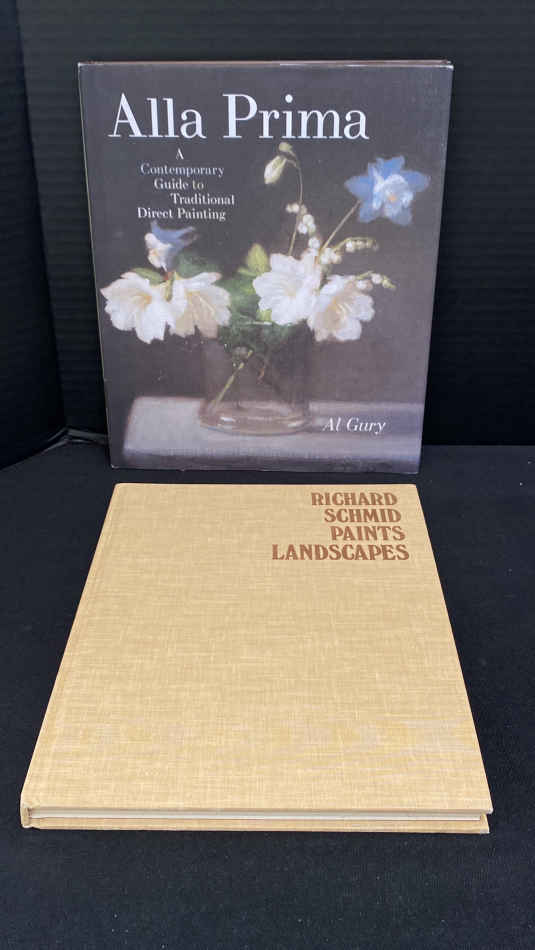 Alla Prima
A
Contemporary
Guide to
Traditional
Direct Painting
Al Gury
RICHARD
SCHMID
PAINTS
LANDSCAPES